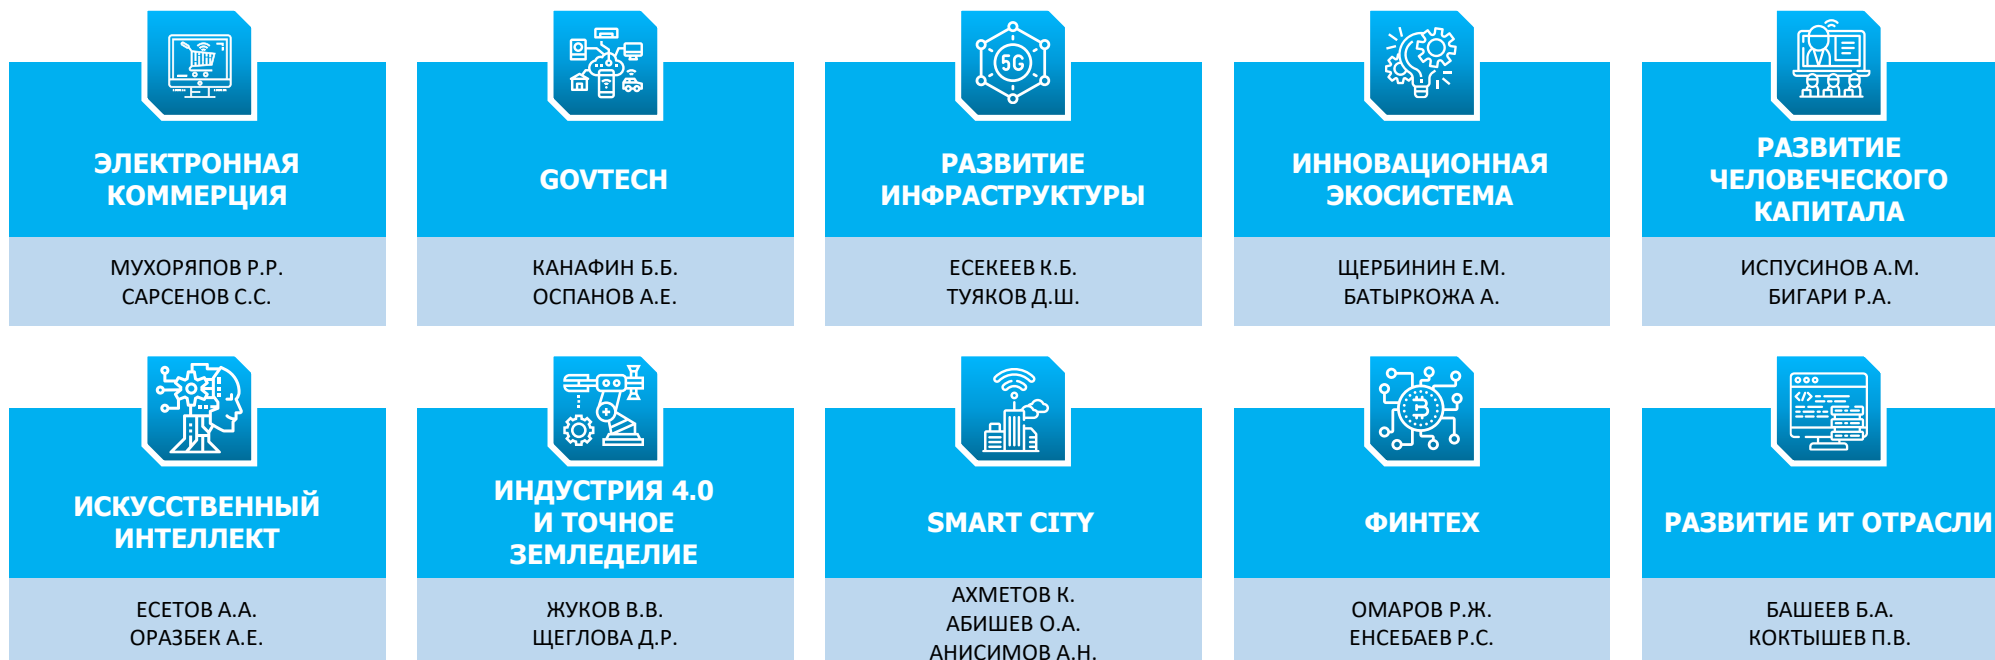 5G
ЭЛЕКТРОННАЯ
КОММЕРЦИЯ
МУХОРЯПОВ Р.Р.
САРСЕНОВ С.С.
GOVTECH
КАНАФИН Б.Б.
ОСПАНОВ А.Е.
РАЗВИТИЕ
ИНФРАСТРУКТУРЫ
ЕСЕКЕЕВ К.Б.
ТУЯКОВ Д.Ш.
ИННОВАЦИОННАЯ
ЭКОСИСТЕМА
ЩЕРБИНИН Е.М.
БАТЫРКОЖА А.
РАЗВИТИЕ
ЧЕЛОВЕЧЕСКОГО
КАПИТАЛА
ИСПУСИНОВ А.М.
БИГАРИ Р.А.
ИСКУССТВЕННЫЙ
ИНТЕЛЛЕКТ
ЕСЕТОВ А.А.
ОРАЗБЕК А.Е.
ИНДУСТРИЯ 4.0
И ТОЧНОЕ
ЗЕМЛЕДЕЛИЕ
ЖУКОВ В.В.
ЩЕГЛОВА Д.Р.
SMART CITY
АХМЕТОВ К.
АБИШЕВ О.А.
АНИСИМОВ А.Н.
ФИНТЕХ
ОМАРОВ Р.Ж.
ЕНСЕБАЕВ Р.С.
РАЗВИТИЕ ИТ ОТРАСЛИ
БАШЕЕВ Б.А.
КОКТЫШЕВ П.В.